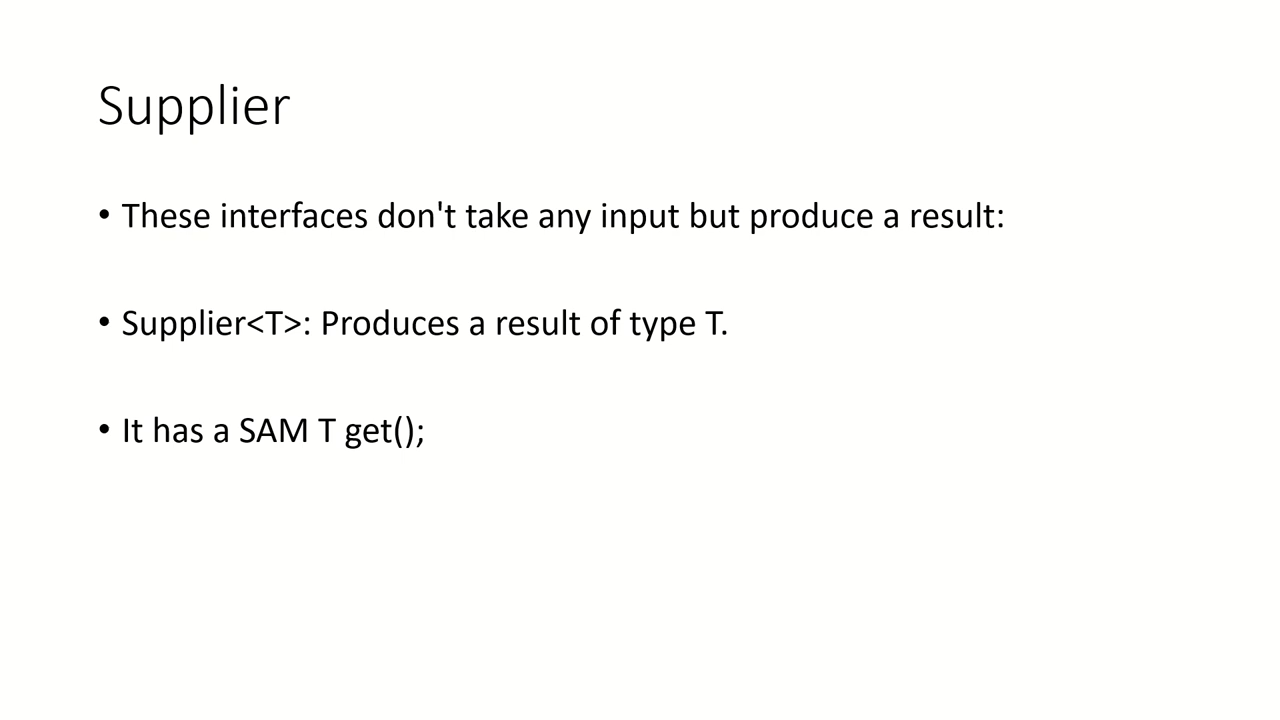 Supplier
• These interfaces don't take any input but produce a result:
• Supplier<T>: Produces a result of type T.
• It has a SAM T get();